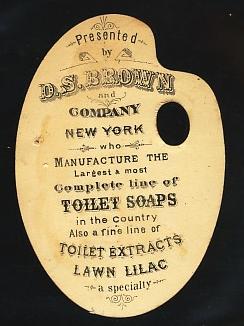 Presented
by
D.S. BROWN
and
COMPANY
NEW YORK
who
MANUFACTURE THE
Largest & most
Complete line of
TOILET SOAPS
in the Country
Also a fine line of
TOILET EXTRACTS
LAWN LILAC
a specialty